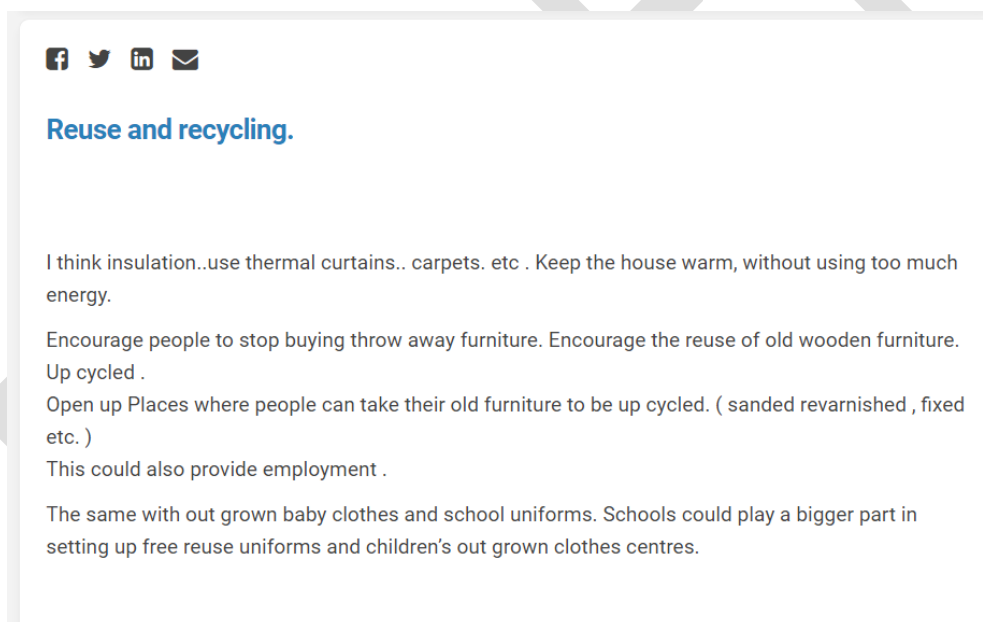 Reuse and recycling.
I think insulation..use thermal curtains.. carpets. etc . Keep the house warm, without using too much
energy.
Encourage people to stop buying throw away furniture. Encourage the reuse of old wooden furniture.
Up cycled .
Open up Places where people can take their old furniture to be up cycled. ( sanded revarnished , fixed
etc. )
This could also provide employment .
The same with out grown baby clothes and school uniforms. Schools could play a bigger part in
setting up free reuse uniforms and children’s out grown clothes centres.